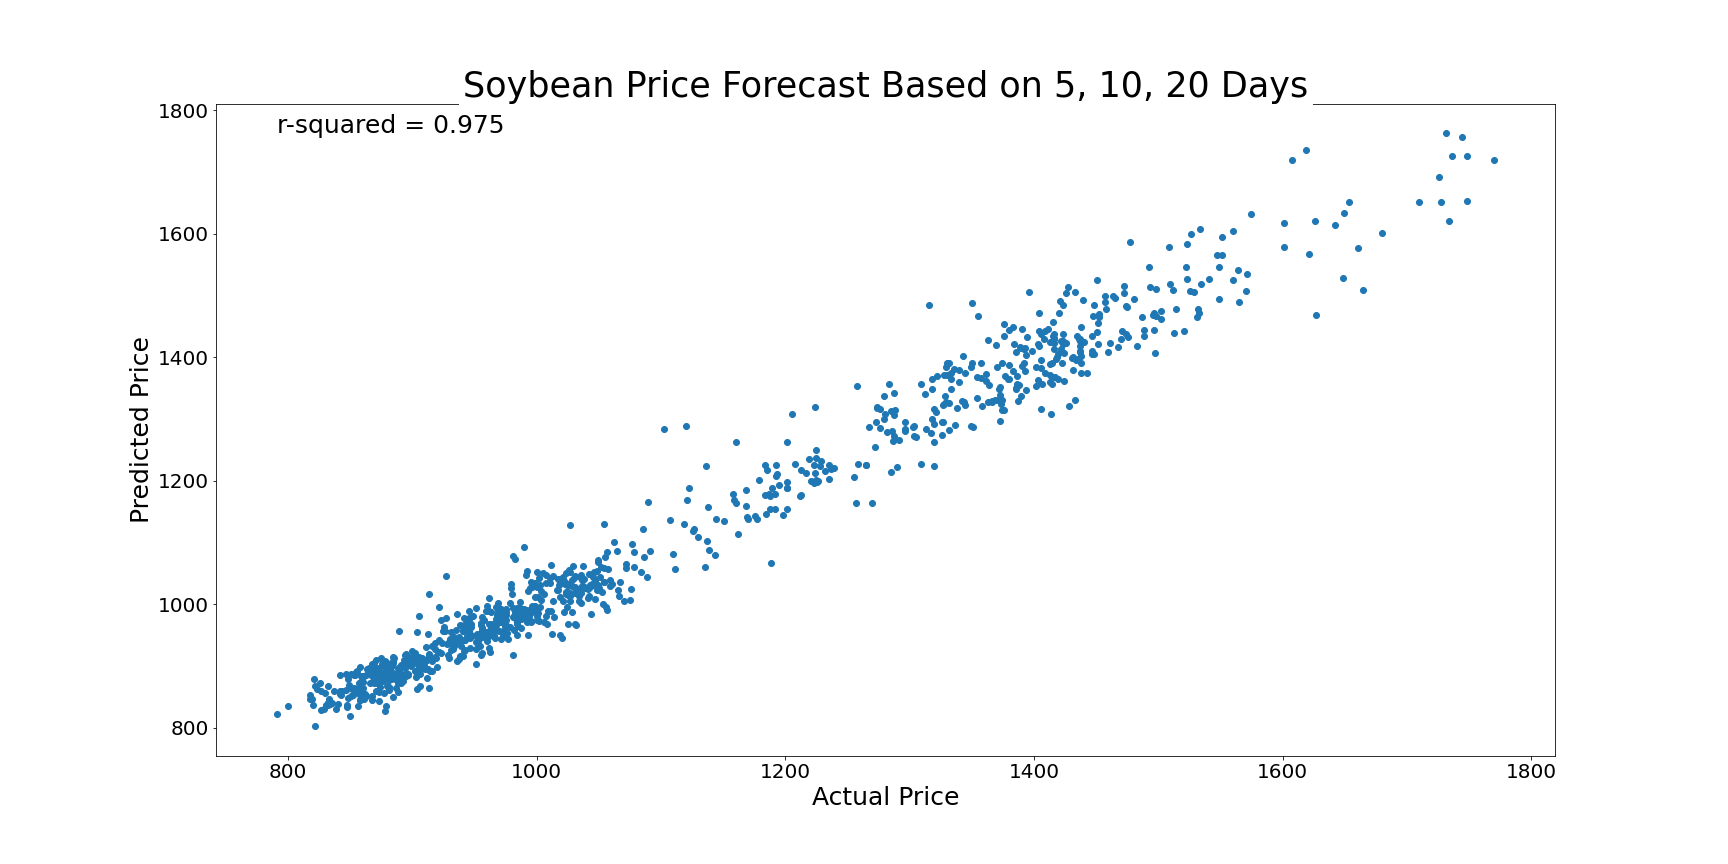 Soybean Price Forecast Based on 5, 10, 20 Days
r-squared = 0.975
1800
1600
1400
1200
1000
800
Predicted Price
800 1000 1200 1400 1600 1800
Actual Price